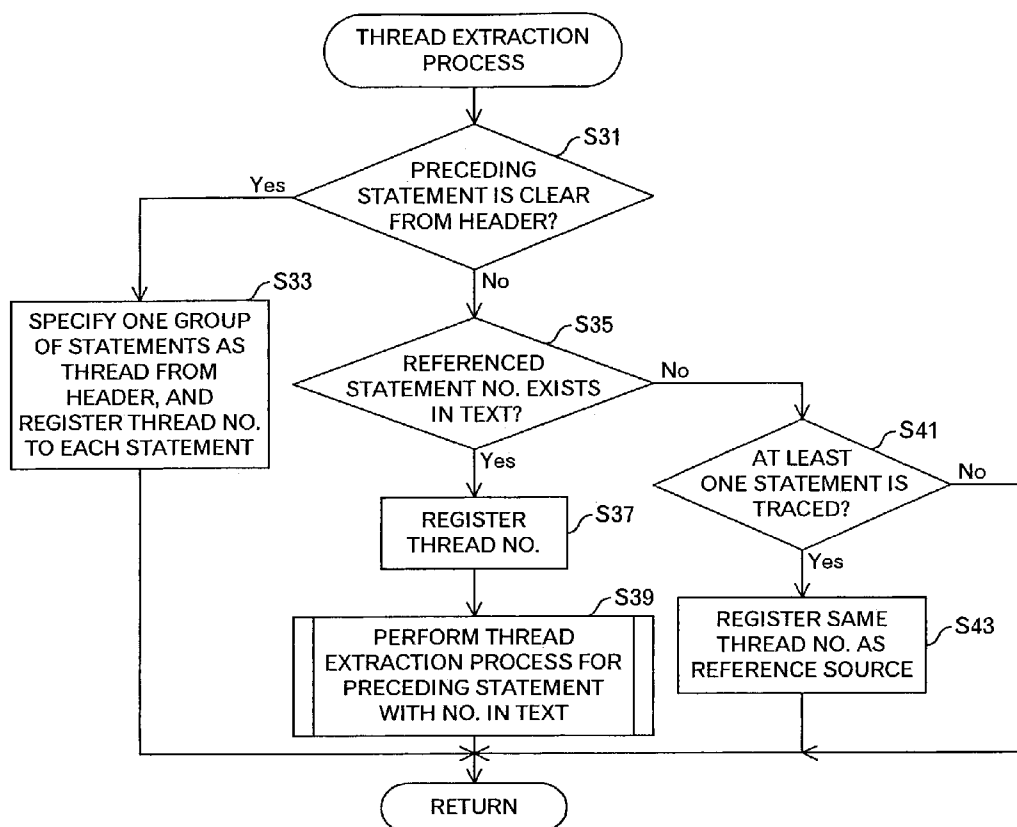 THREAD EXTRACTION
PROCESS
S31
PRECEDING
STATEMENT IS CLEAR
FROM HEADER?
Yes
No
S33
SPECIFY ONE GROUP
OF STATEMENTS AS
THREAD FROM
HEADER, AND
REGISTER THREAD NO.
TO EACH STATEMENT
S35
REFERENCED
STATEMENT NO. EXISTS
IN TEXT?
No
Yes
S41
AT LEAST
ONE STATEMENT IS
TRACED?
No
Yes
S37
REGISTER
THREAD NO.
S39
PERFORM THREAD
EXTRACTION PROCESS FOR
PRECEDING STATEMENT
WITH NO. IN TEXT
S43
REGISTER SAME
THREAD NO. AS
REFERENCE SOURCE
RETURN